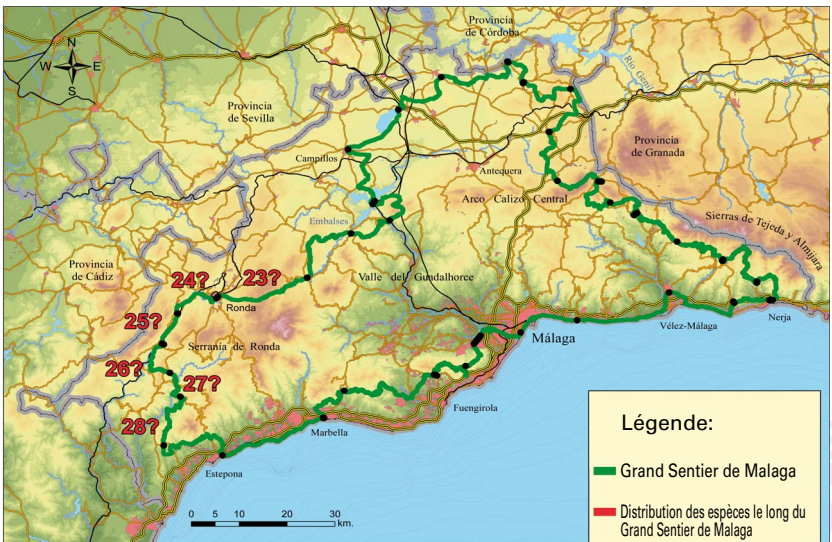 Provincia
de Córdoba
N
W E
S
Río Genil
Provincia
de Sevilla
Provincia
de Granada
Campillos
Antequera
Arco Calizo Central
Embalses
Sierras de Tejeda y Almijara
Provincia
de Cádiz
24?
23?
Valle del Guadalhorce
Ronda
25?
Nerja
Vélez-Málaga
Málaga
Serranía de Ronda
26?
27?
Fuengirola
28?
Marbella
Estepona
Légende:
Grand Sentier de Malaga
Distribution des espèces le long du
Grand Sentier de Malaga
0 5 10 20 30
km.